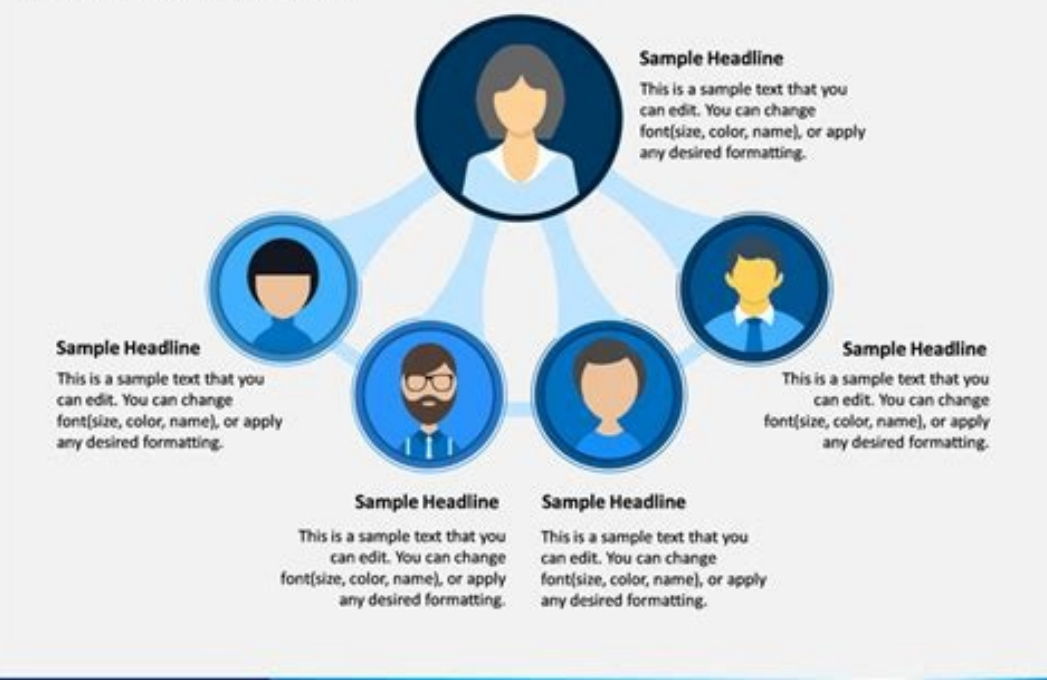 Sample Headline
This is a sample text that you
can edit. You can change
font(size, color, name), or apply
any desired formatting.
Sample Headline
This is a sample text that you
can edit. You can change
font(size, color, name), or apply
any desired formatting.
Sample Headline
This is a sample text that you
can edit. You can change
font(size, color, name), or apply
any desired formatting.
Sample Headline
This is a sample text that you
can edit. You can change
font(size, color, name), or apply
any desired formatting.
Sample Headline
This is a sample text that you
can edit. You can change
font(size, color, name), or apply
any desired formatting.